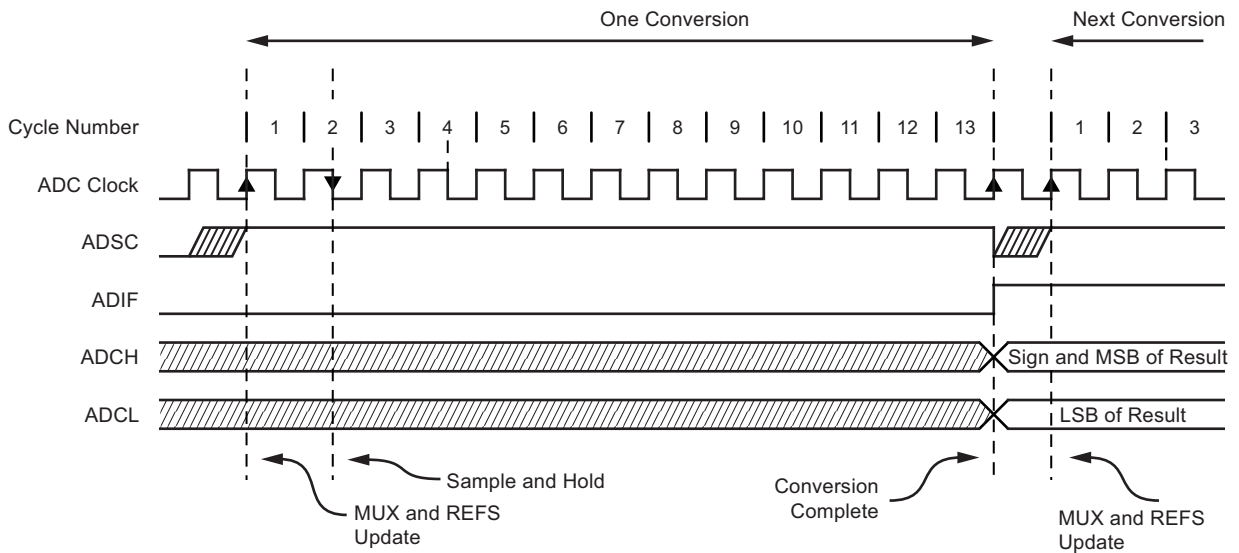 One Conversion
Next Conversion
Cycle Number
1 2 3 4 5 6 7 8 9 10 11 12 13 1 2 3
ADC Clock
ADSC
ADIF
ADCH
Sign and MSB of Result
ADCL
LSB of Result
Sample and Hold
MUX and REFS
Update
Conversion
Complete
MUX and REFS
Update